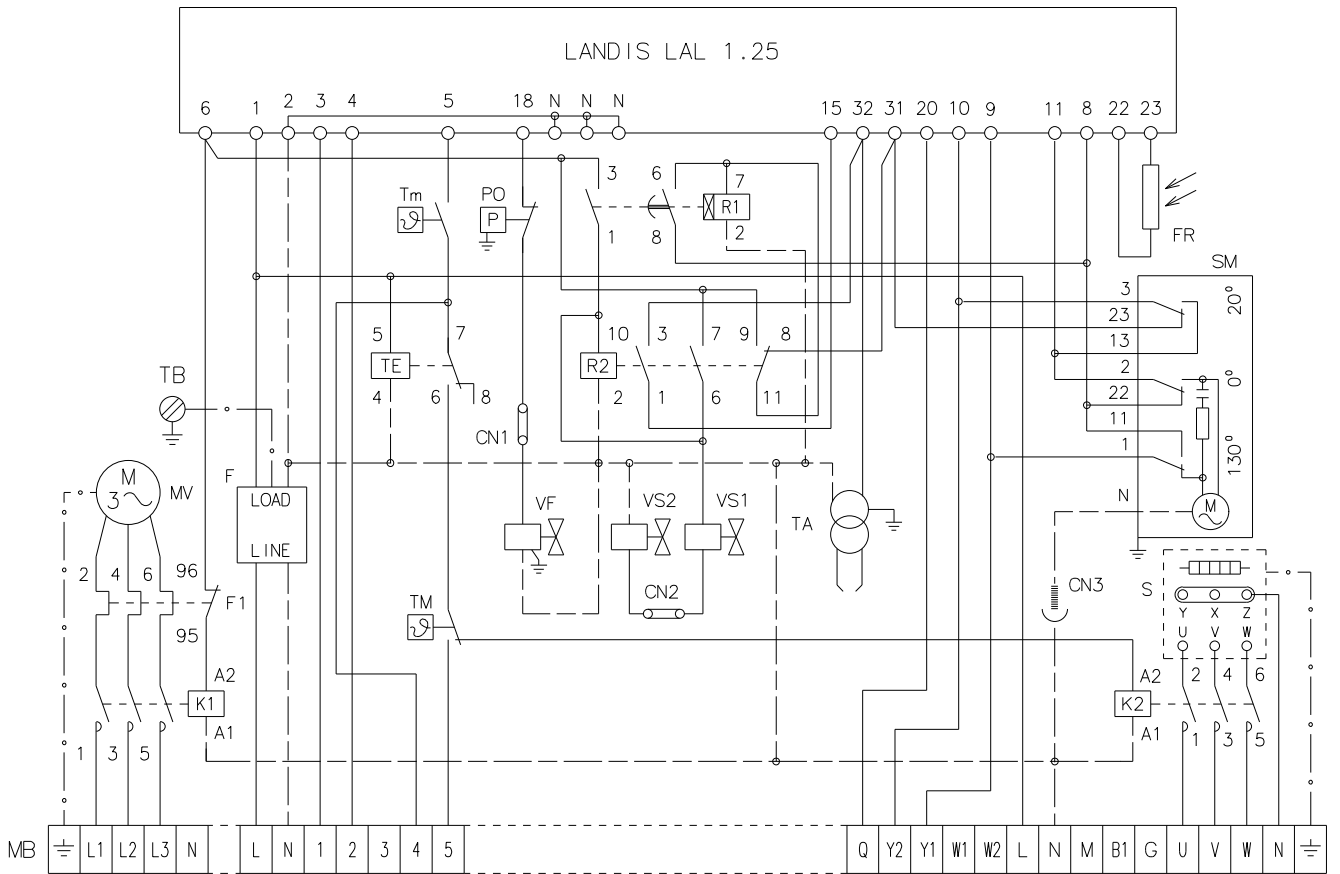 LANDIS LAL 1.25
6 1 2 3 4 5 18 N N N 15 32 31 20 10 9 11 8 22 23
Tm PO P 3 1 6 8 7 R1 2
FR
SM
3 20°
23
13
5 7 10 3 7 9 8
TE R2
2 0°
22
4 6 8 2 1 6 11
11
1 130°
TB
CN1
F
M
3 MV
LOAD
LINE
VF VS2 VS1 TA
N M
2 4 6 96
F1
95
TM
CN2
CN3
S
Y X Z
U V W
A2
K1
A1
1 3 5
A2
K2
A1
2 4 6
1 3 5
MB L1 L2 L3 N L N 1 2 3 4 5 Q Y2 Y1 W1 W2 L N M B1 G U V W N